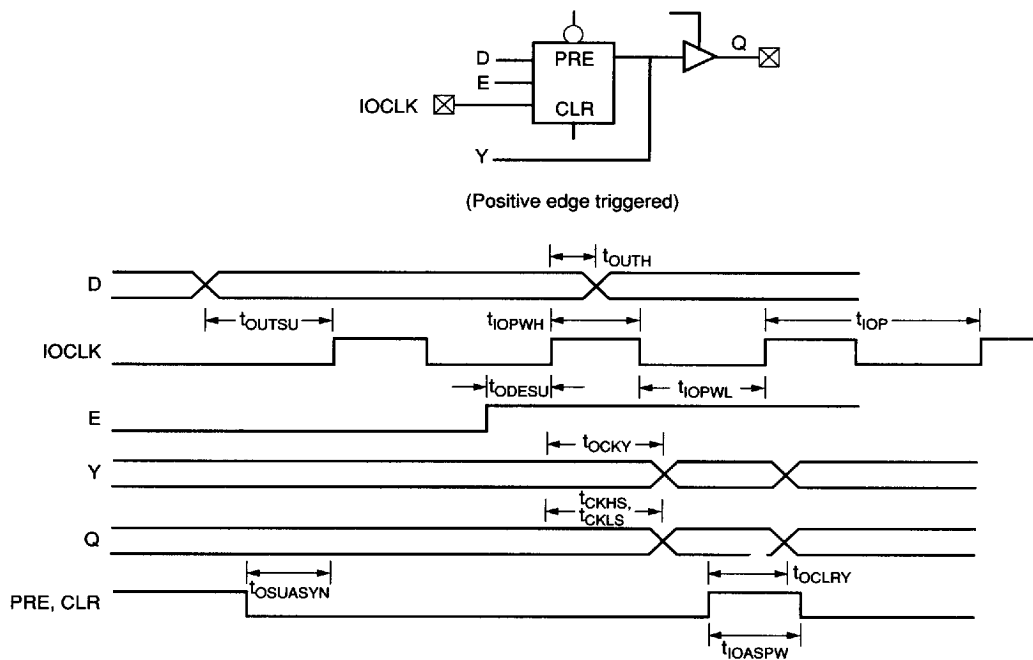 PRE
D
Q
E
IOCLK
CLR
Y
(Positive edge triggered)
tOUTH
D
tOUTSU
tIOPWH
tIOP
IOCLK
tODESU
tIOPWL
E
tOCKY
Y
tCKHS,
tCKLS
Q
tOSUASYN
tOCLRY
PRE, CLR
tIOASPW